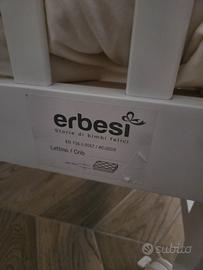 erbesi
Storie di bimbi felici
Lettino / Crib
subito